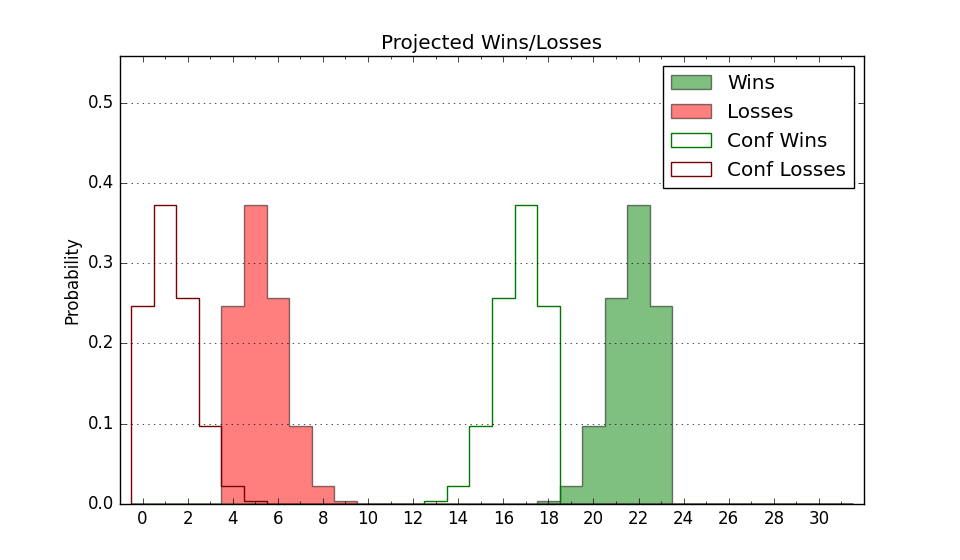 Projected Wins/Losses
Wins
Losses
Conf Wins
Conf Losses
Probability
0.5
0.4
0.3
0.2
0.1
0.0
0 2 4 6 8 10 12 14 16 18 20 22 24 26 28 30